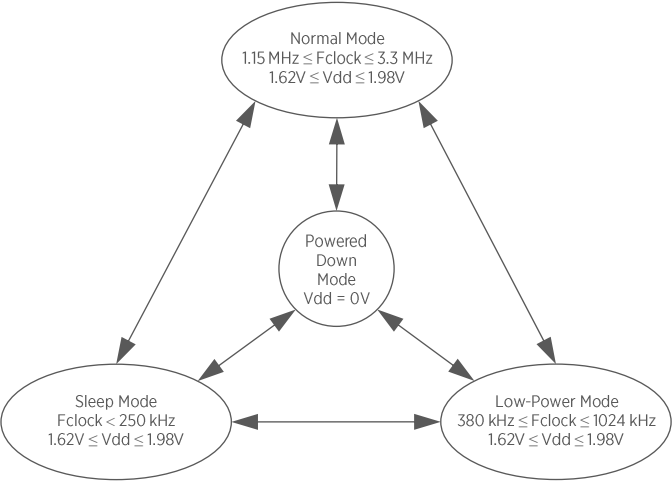 Normal Mode
1.15 MHz ≤ Fclock ≤ 3.3 MHz
1.62V ≤ Vdd ≤ 1.98V
Powered
Down
Mode
Vdd = 0V
Sleep Mode
Fclock < 250 kHz
1.62V ≤ Vdd ≤ 1.98V
Low-Power Mode
380 kHz ≤ Fclock ≤ 1024 kHz
1.62V ≤ Vdd ≤ 1.98V